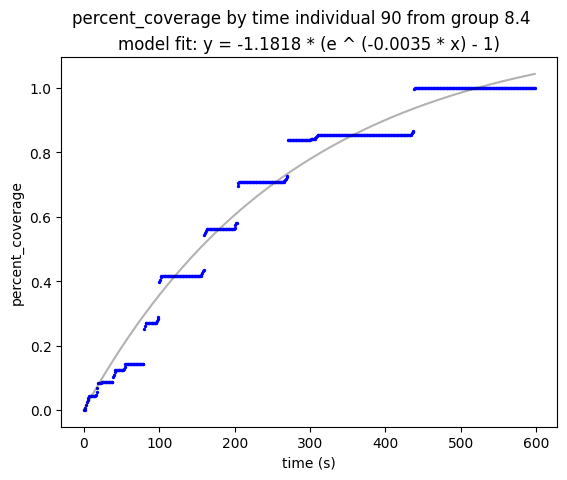 percent_coverage by time individual 90 from group 8.4
model fit: y = -1.1818 * (e ^ (-0.0035 * x) - 1)
1.0
0.8
0.6
0.4
0.2
0.0
percent_coverage
0 100 200 300 400 500 600
time (s)